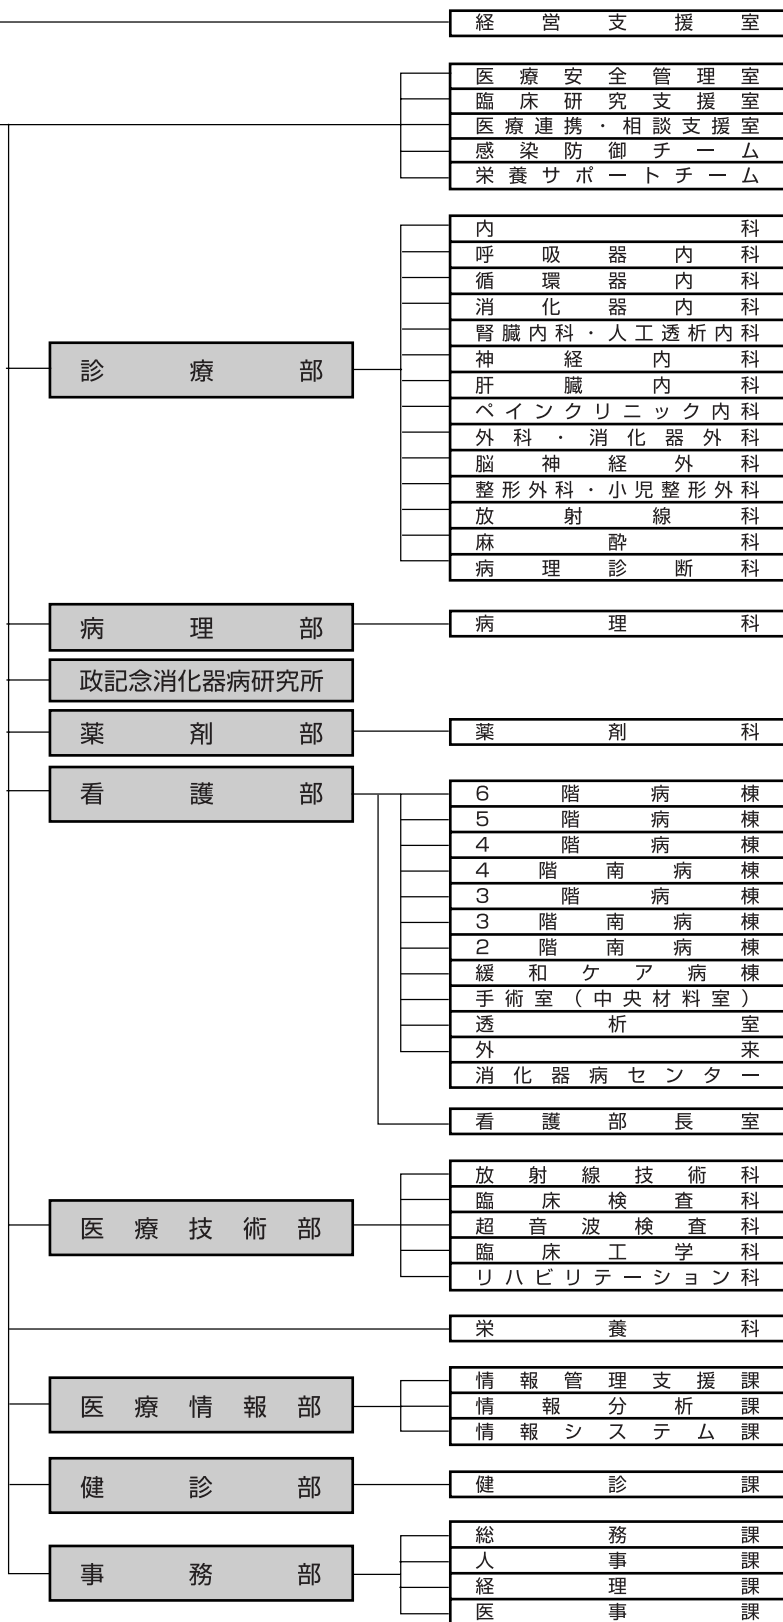 経営支援室
医療安全管理室
臨床研究支援室
医療連携・相談支援室
感染防御チーム
栄養サポートチーム
診療部
内科
呼吸器内科
循環器内科
消化器内科
腎臓内科・人工透析内科
神経内科
肝臓内科
ペインクリニック内科
外科・消化器外科
脳神経外科
整形外科・小児整形外科
放射線科
麻酔科
病理診断科
病理部
病理科
政記念消化器病研究所
薬剤部
薬剤科
看護部
6階病棟
5階病棟
4階病棟
4階南病棟
3階病棟
3階南病棟
2階南病棟
緩和ケア病棟
手術室(中央材料室)
透析室
外来
消化器病センター
看護部長室
医療技術部
放射線技術科
臨床検査科
超音波検査科
臨床工学科
リハビリテーション科
栄養科
医療情報部
情報管理支援課
情報分析課
情報システム課
健診部
健診課
事務部
総務課
人事課
経理課
医事課